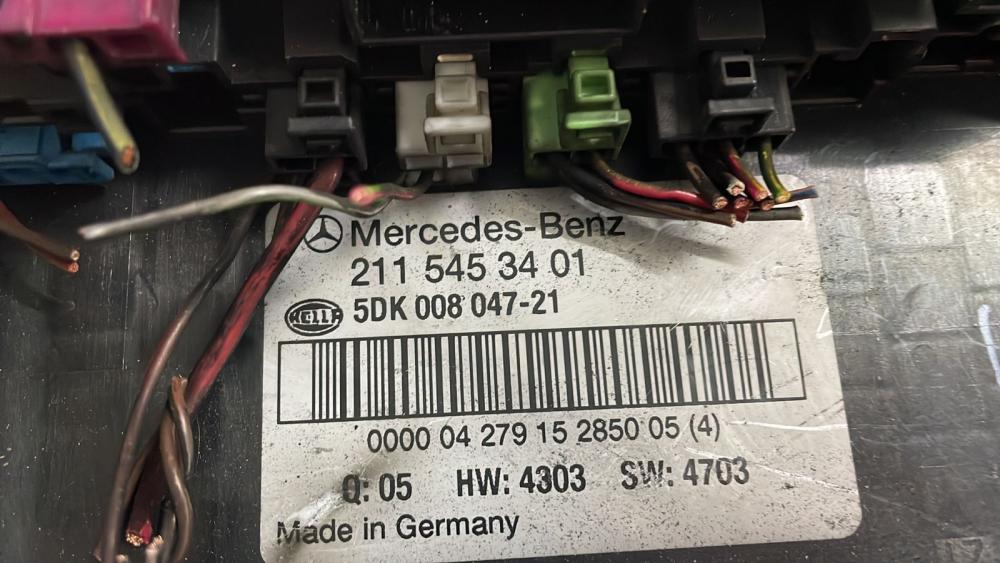 Mercedes-Benz
211 545 34 01
HELLA 5DK 008 047-21
0000 04 279 15 2850 05 (4)
Q: 05 HW: 4303 SW: 4703
Made in Germany